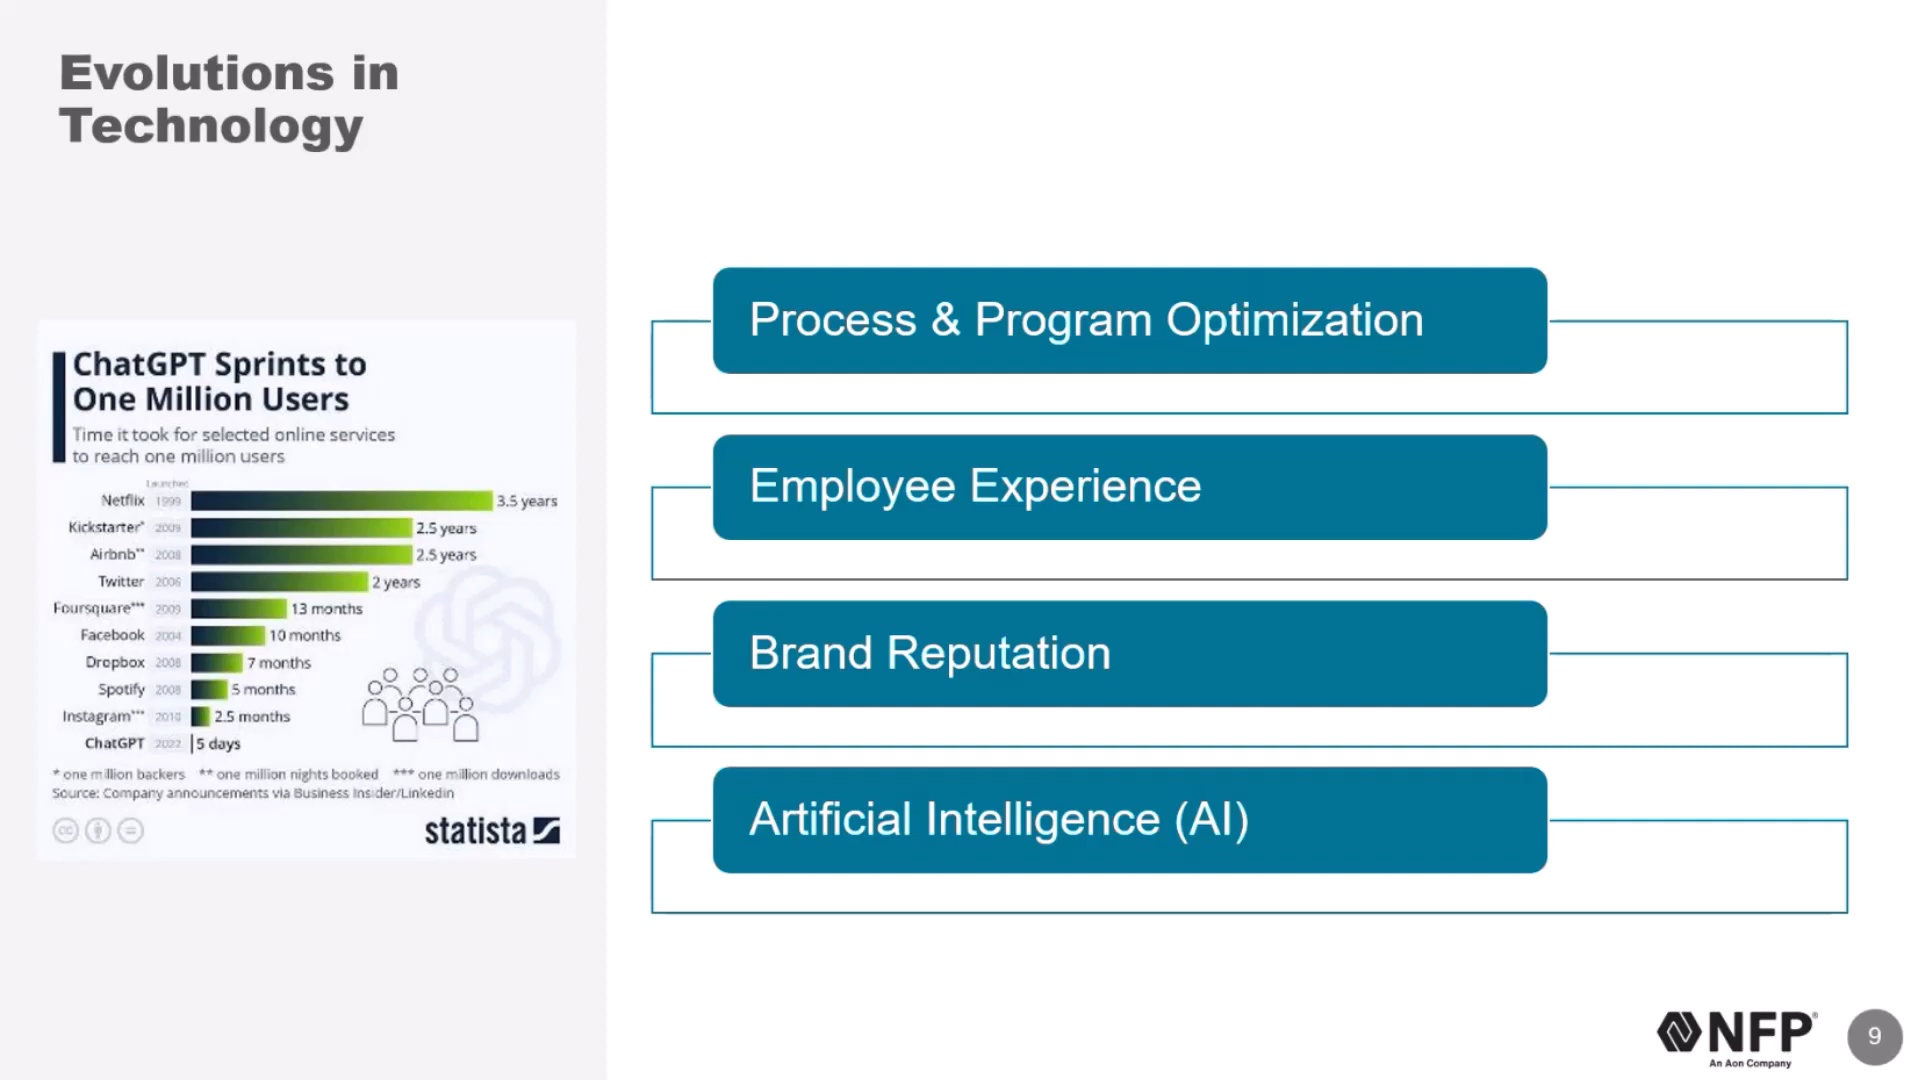 Evolutions in
Technology
ChatGPT Sprints to
One Million Users
Time it took for selected online services
to reach one million users
Launched
Netflix 1999 3.5 years
Kickstarter* 2009 2.5 years
Airbnb** 2008 2.5 years
Twitter 2006 2 years
Foursquare*** 2009 13 months
Facebook 2004 10 months
Dropbox 2008 7 months
Spotify 2008 5 months
Instagram*** 2010 2.5 months
ChatGPT 2022 5 days
* one million backers ** one million nights booked *** one million downloads
Source: Company announcements via Business Insider/Linkedin
statista
Process & Program Optimization
Employee Experience
Brand Reputation
Artificial Intelligence (AI)
NFP®
An Aon Company
9